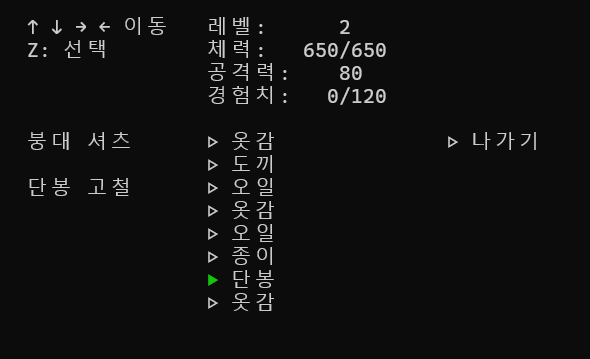 ↑ ↓ → ← 이동 레벨: 2
Z: 선택 체력: 650/650
공격력: 80
경험치: 0/120
붕대 셔츠 ▷ 옷감 ▷ 나가기
▷ 도끼
단봉 고철 ▷ 오일
▷ 옷감
▷ 오일
▷ 종이
▶ 단봉
▷ 옷감